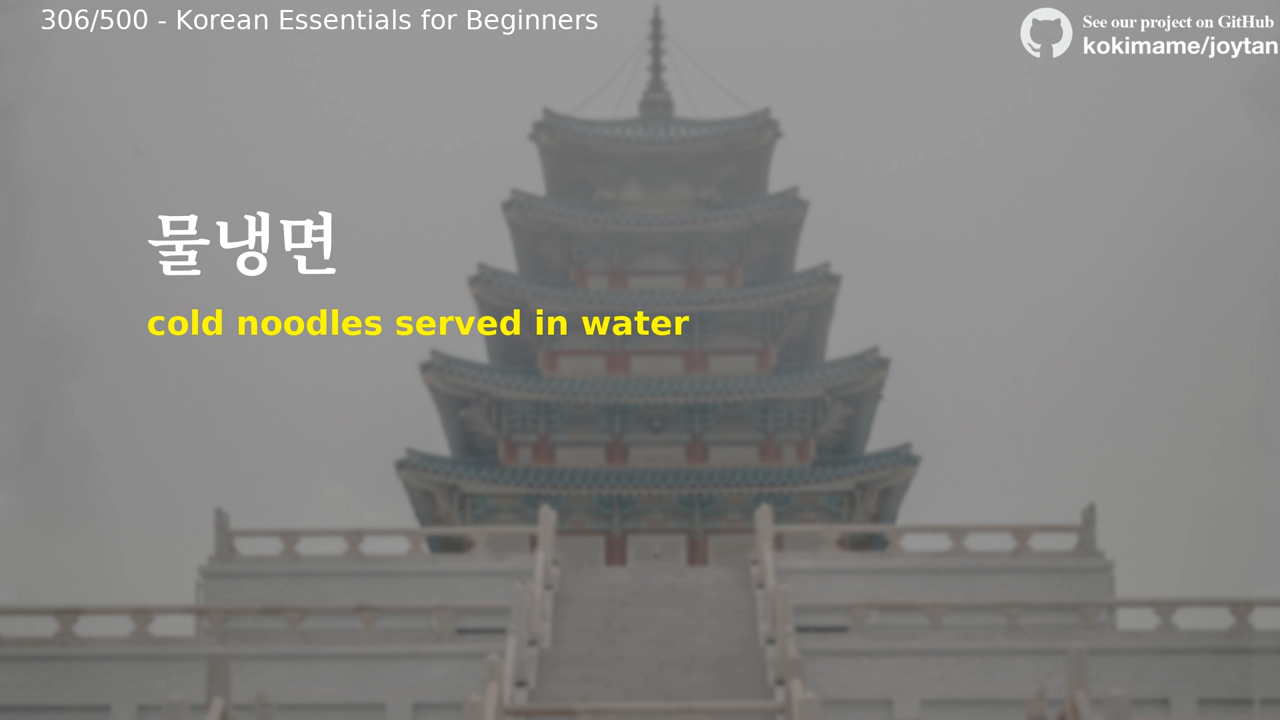 306/500 - Korean Essentials for Beginners
See our project on GitHub
kokimame/joytan
물냉면
cold noodles served in water